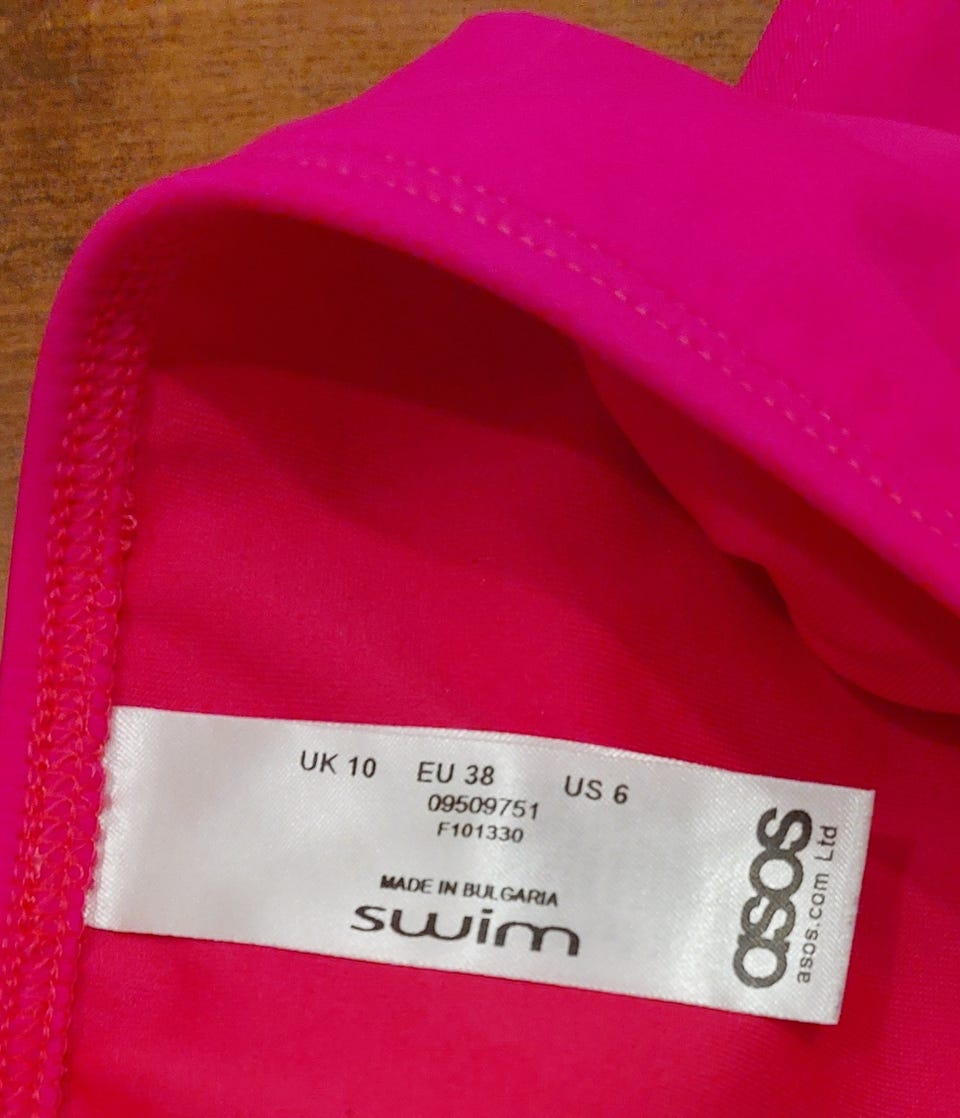 UK 10 EU 38 US 6
09509751
F101330
MADE IN BULGARIA
swim
asos
asos.com Ltd